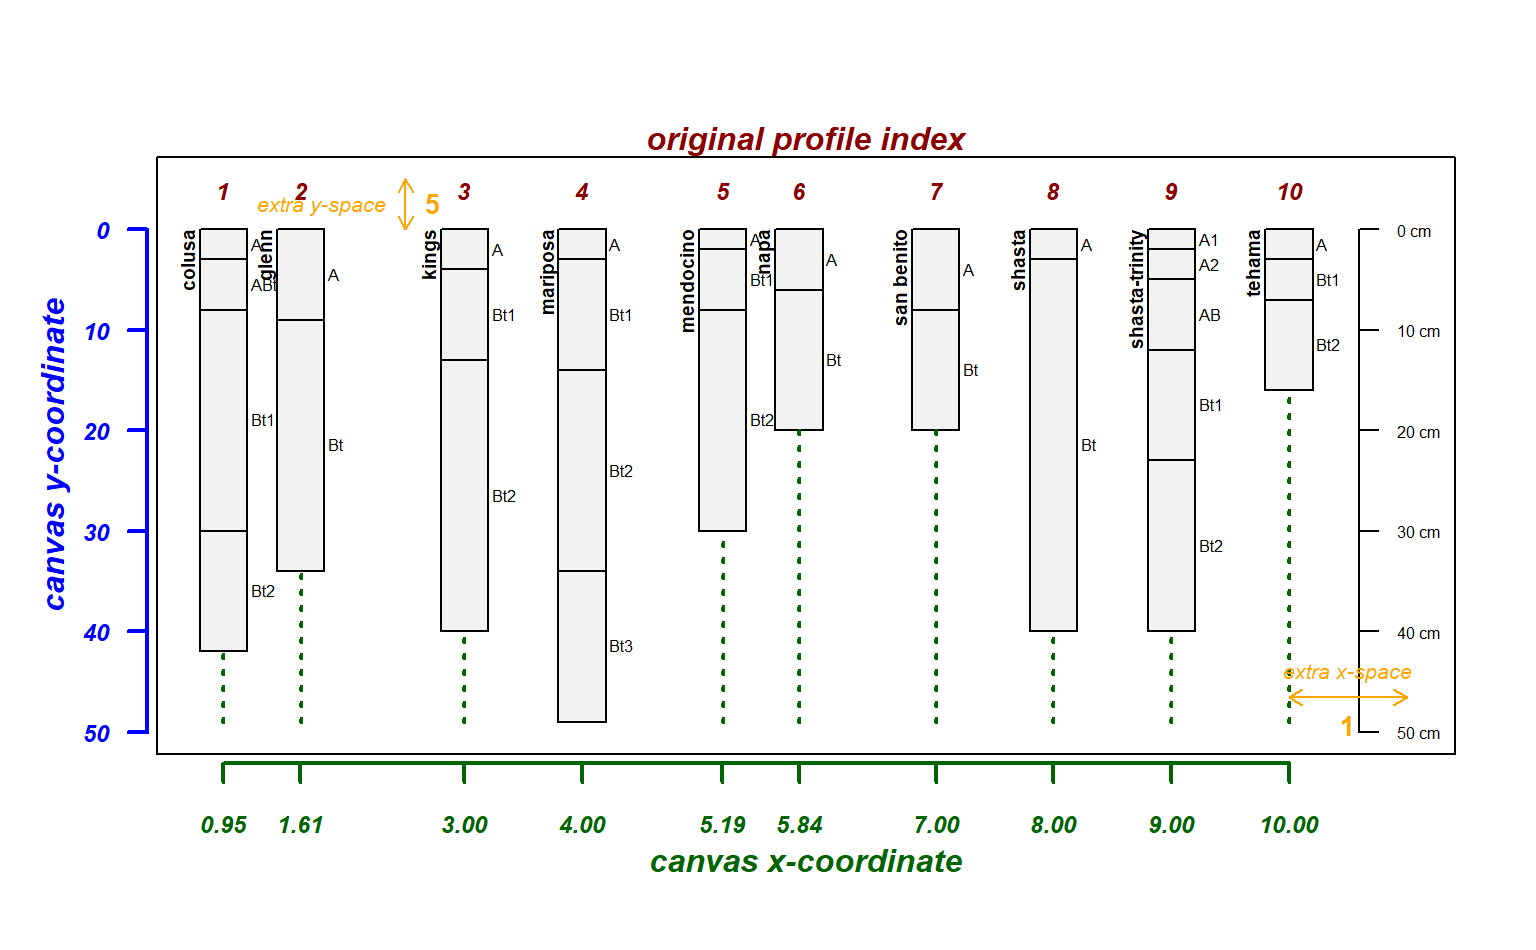 original profile index
1 2 3 4 5 6 7 8 9 10
extra y-space 5
canvas y-coordinate
0
10
20
30
40
50
colusa
A
ABt
Bt1
Bt2
glenn
A
Bt
kings
A
Bt1
Bt2
mariposa
A
Bt1
Bt2
Bt3
mendocino
A
Bt1
Bt2
napa
A
Bt
san benito
A
Bt
shasta
A
Bt
shasta-trinity
A1
A2
AB
Bt1
Bt2
tehama
A
Bt1
Bt2
0 cm
10 cm
20 cm
30 cm
40 cm
50 cm
extra x-space
1
0.95 1.61 3.00 4.00 5.19 5.84 7.00 8.00 9.00 10.00
canvas x-coordinate